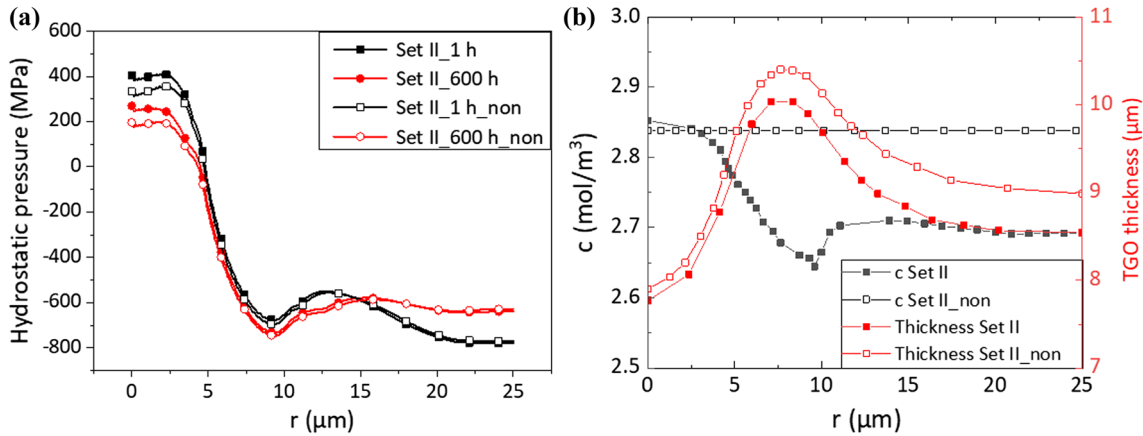 (a)
600
400
200
0
-200
-400
-600
-800
Hydrostatic pressure (MPa)
Set II_1 h
Set II_600 h
Set II_1 h_non
Set II_600 h_non
0 5 10 15 20 25
r (μm)
(b)
3.0
2.9
2.8
2.7
2.6
2.5
c (mol/m³)
11
10
9
8
7
TGO thickness (μm)
c Set II
c Set II_non
Thickness Set II
Thickness Set II_non
0 5 10 15 20 25
r (μm)